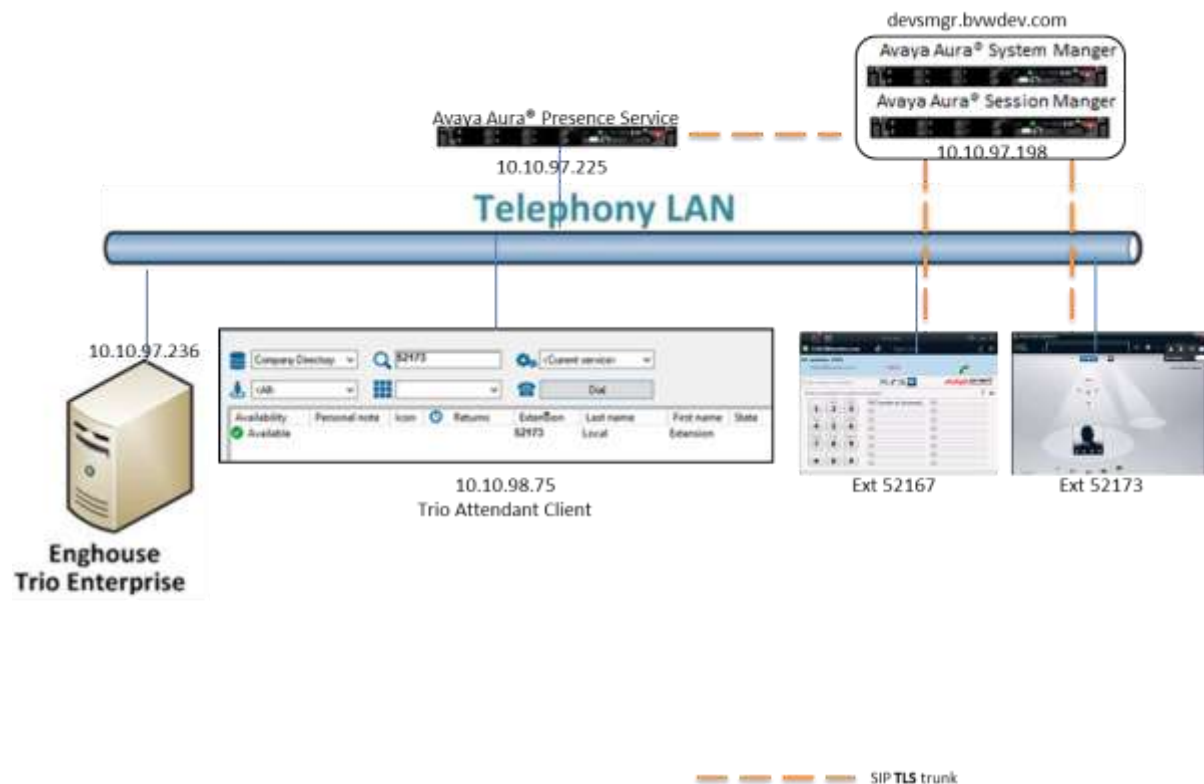 devsmgr.bvwdev.com
Avaya Aura® System Manger
Avaya Aura® Session Manger
10.10.97.198
Avaya Aura® Presence Service
10.10.97.225
Telephony LAN
10.10.97.236
Company Directory
52173
<Current service>
<All>
Dial
Availability Personal note Icon Returns Extension Last name First name State
Available 52173 Local Extension
10.10.98.75
Trio Attendant Client
Ext 52167
Ext 52173
Enghouse
Trio Enterprise
SIP TLS trunk